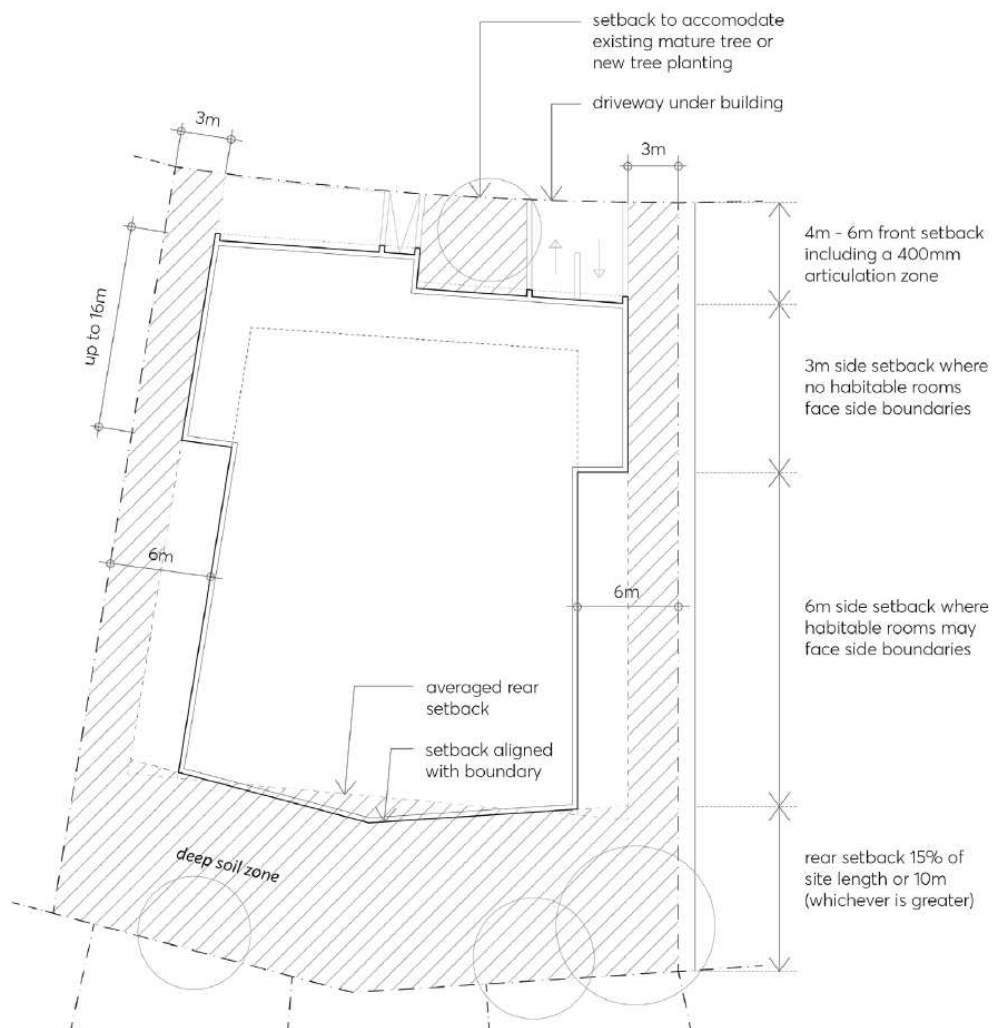 setback to accomodate
existing mature tree or
new tree planting
driveway under building
3m
3m
4m - 6m front setback
including a 400mm
articulation zone
up to 16m
3m side setback where
no habitable rooms
face side boundaries
6m
6m
6m side setback where
habitable rooms may
face side boundaries
averaged rear
setback
setback aligned
with boundary
deep soil zone
rear setback 15% of
site length or 10m
(whichever is greater)